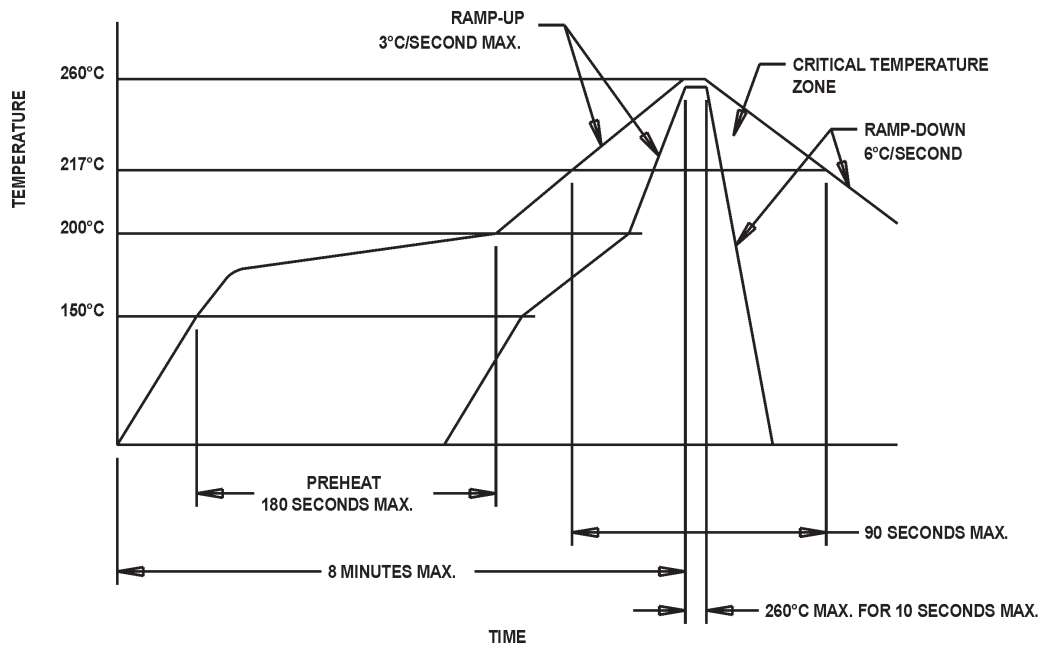 RAMP-UP
3°C/SECOND MAX.
260°C
CRITICAL TEMPERATURE
ZONE
TEMPERATURE
RAMP-DOWN
6°C/SECOND
217°C
200°C
150°C
PREHEAT
180 SECONDS MAX.
90 SECONDS MAX.
8 MINUTES MAX.
260°C MAX. FOR 10 SECONDS MAX.
TIME